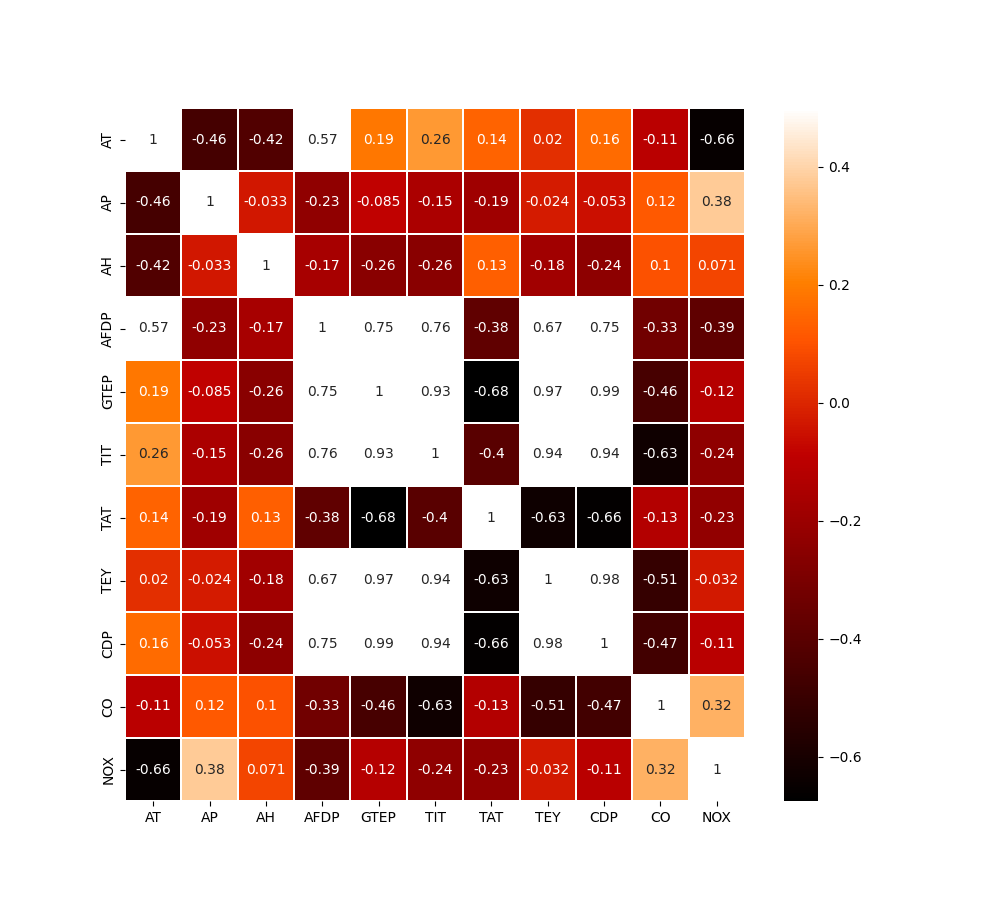 AT 1 -0.46 -0.42 0.57 0.19 0.26 0.14 0.02 0.16 -0.11 -0.66
AP -0.46 1 -0.033 -0.23 -0.085 -0.15 -0.19 -0.024 -0.053 0.12 0.38
AH -0.42 -0.033 1 -0.17 -0.26 -0.26 0.13 -0.18 -0.24 0.1 0.071
AFDP 0.57 -0.23 -0.17 1 0.75 0.76 -0.38 0.67 0.75 -0.33 -0.39
GTEP 0.19 -0.085 -0.26 0.75 1 0.93 -0.68 0.97 0.99 -0.46 -0.12
TIT 0.26 -0.15 -0.26 0.76 0.93 1 -0.4 0.94 0.94 -0.63 -0.24
TAT 0.14 -0.19 0.13 -0.38 -0.68 -0.4 1 -0.63 -0.66 -0.13 -0.23
TEY 0.02 -0.024 -0.18 0.67 0.97 0.94 -0.63 1 0.98 -0.51 -0.032
CDP 0.16 -0.053 -0.24 0.75 0.99 0.94 -0.66 0.98 1 -0.47 -0.11
CO -0.11 0.12 0.1 -0.33 -0.46 -0.63 -0.13 -0.51 -0.47 1 0.32
NOX -0.66 0.38 0.071 -0.39 -0.12 -0.24 -0.23 -0.032 -0.11 0.32 1
AT AP AH AFDP GTEP TIT TAT TEY CDP CO NOX
0.4
0.2
0.0
−0.2
−0.4
−0.6